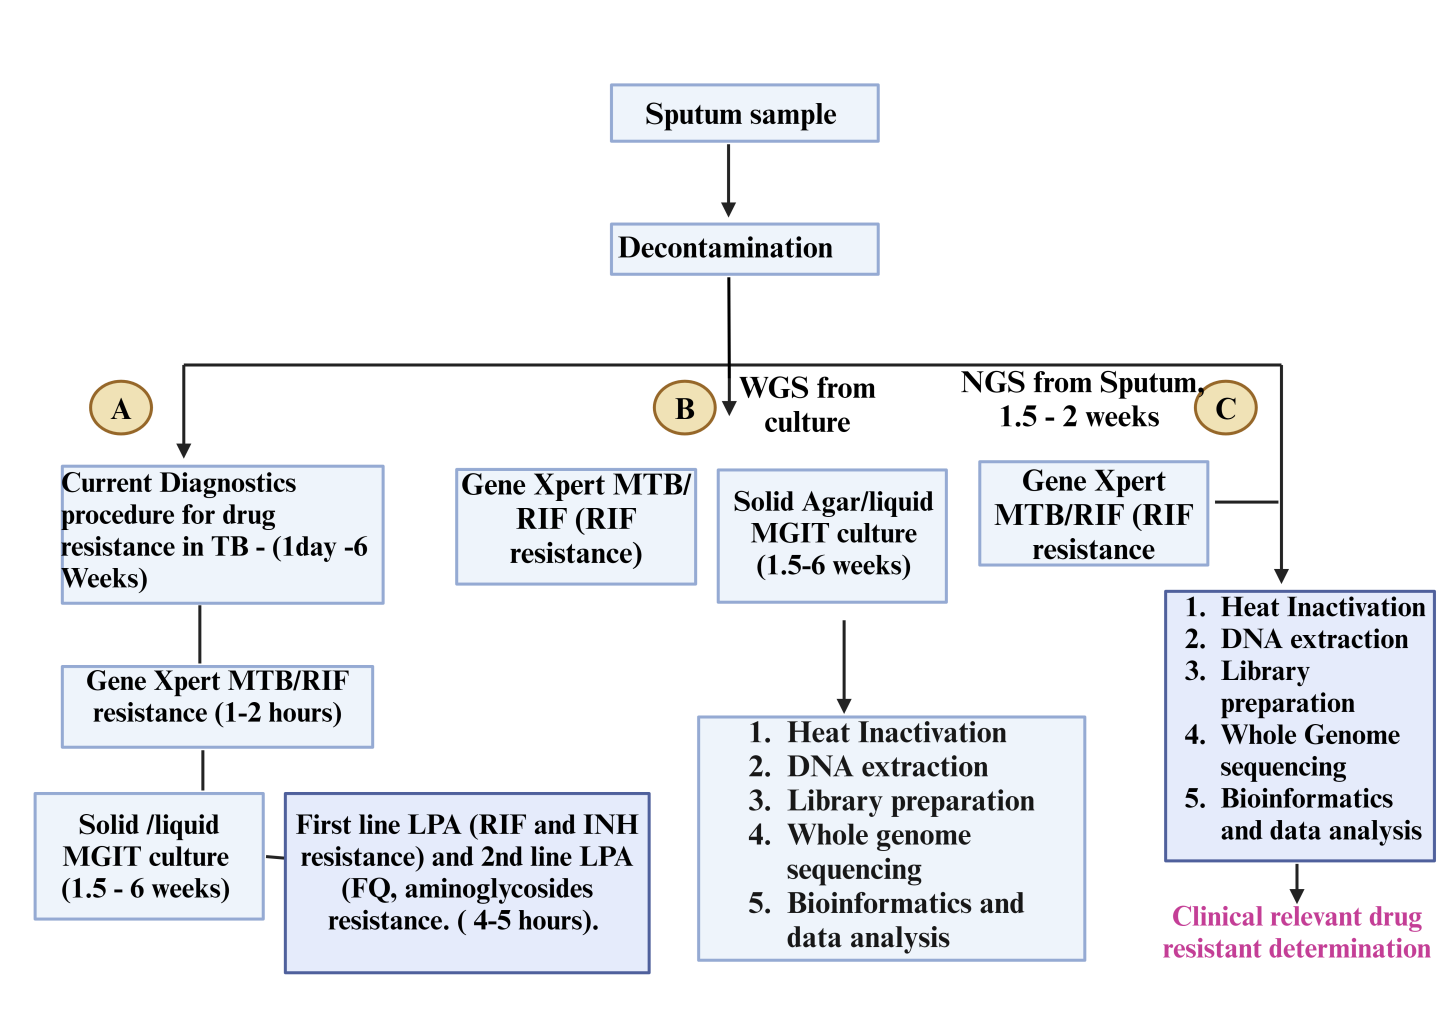 Sputum sample
Decontamination
A
Current Diagnostics
procedure for drug
resistance in TB - (1day -6
Weeks)
Gene Xpert MTB/RIF
resistance (1-2 hours)
Solid /liquid
MGIT culture
(1.5 - 6 weeks)
First line LPA (RIF and INH
resistance) and 2nd line LPA
(FQ, aminoglycosides
resistance. ( 4-5 hours).
B
WGS from
culture
Gene Xpert MTB/
RIF (RIF
resistance)
Solid Agar/liquid
MGIT culture
(1.5-6 weeks)
1. Heat Inactivation
2. DNA extraction
3. Library preparation
4. Whole genome
sequencing
5. Bioinformatics and
data analysis
NGS from Sputum,
1.5 - 2 weeks
C
Gene Xpert
MTB/RIF (RIF
resistance
1. Heat Inactivation
2. DNA extraction
3. Library
preparation
4. Whole Genome
sequencing
5. Bioinformatics
and data analysis
Clinical relevant drug
resistant determination